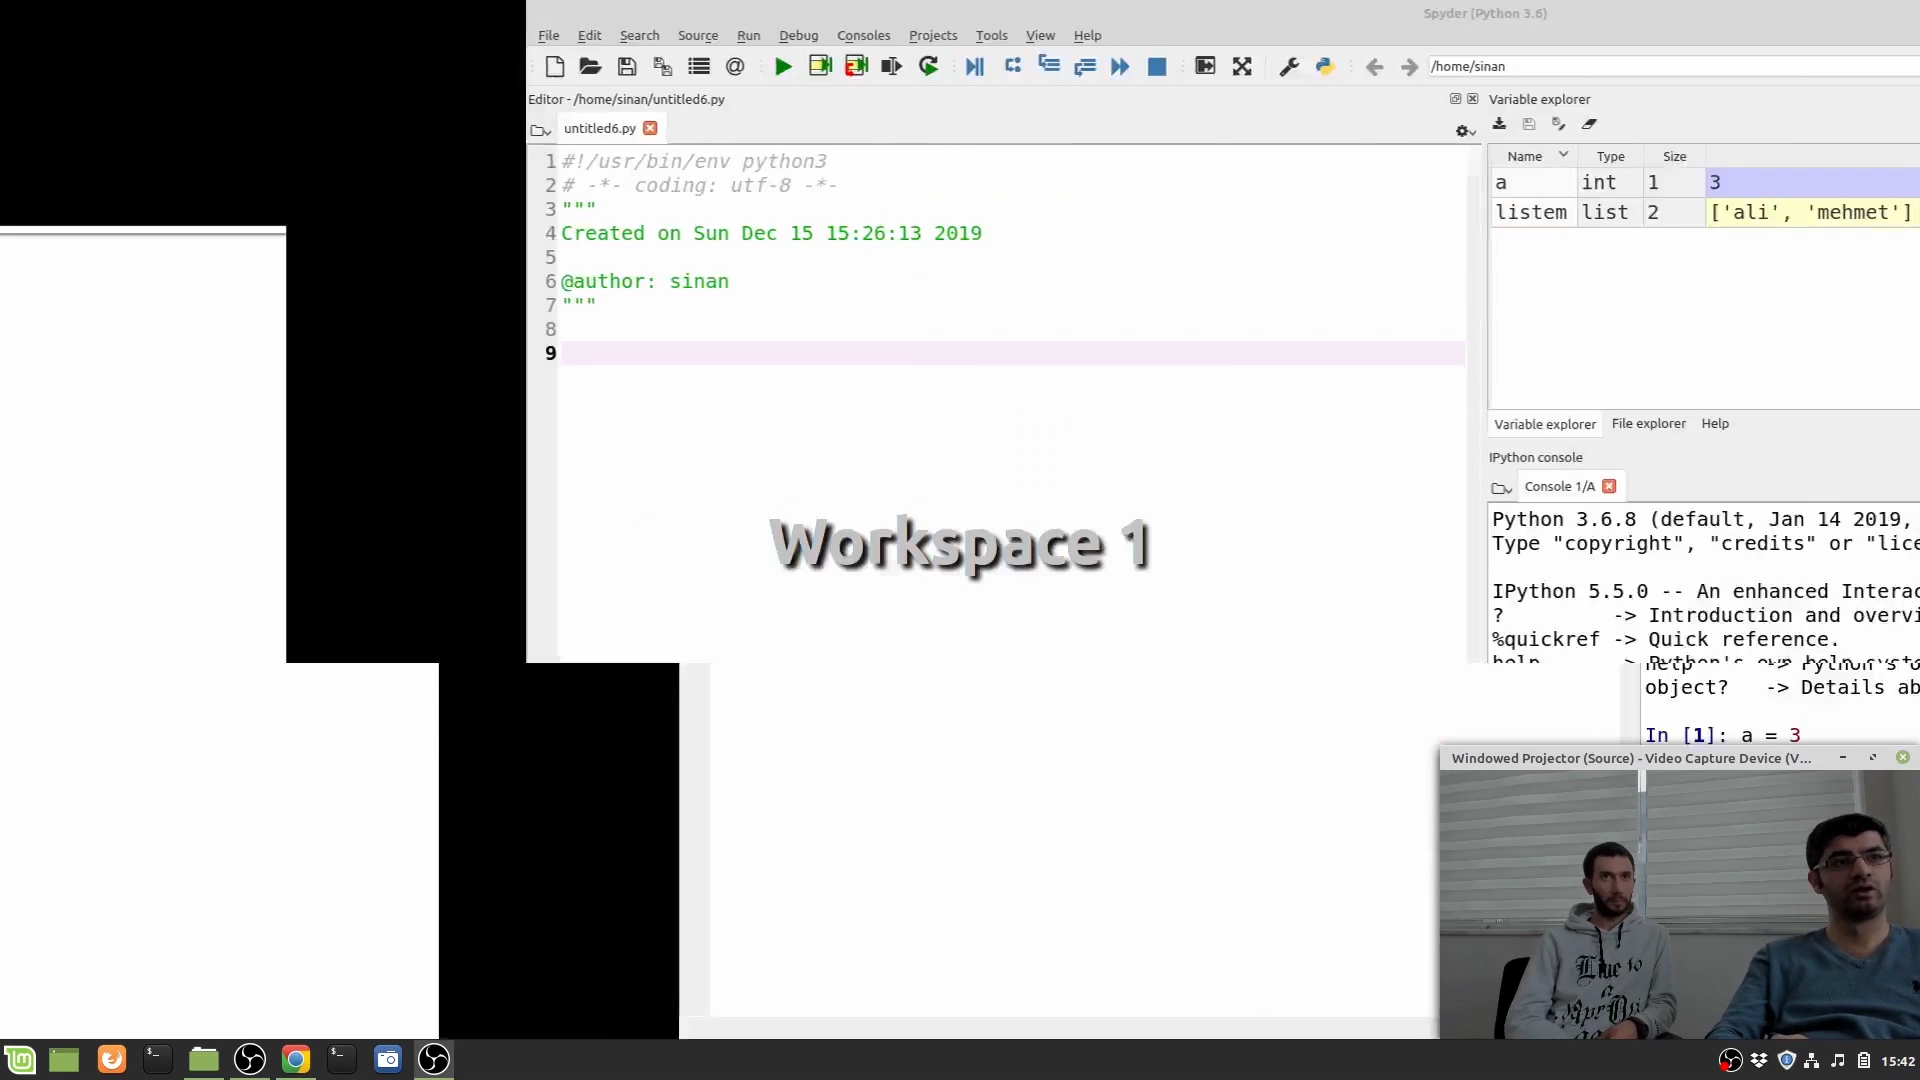 Spyder (Python 3.6)
File Edit Search Source Run Debug Consoles Projects Tools View Help
/home/sinan
Editor - /home/sinan/untitled6.py
untitled6.py
1 #!/usr/bin/env python3
2 # -*- coding: utf-8 -*-
3 """
4 Created on Sun Dec 15 15:26:13 2019
5
6 @author: sinan
7 """
8
9
Variable explorer
Name Type Size
a int 1 3
listem list 2 ['ali', 'mehmet']
Variable explorer File explorer Help
IPython console
Console 1/A
Python 3.6.8 (default, Jan 14 2019,
Type "copyright", "credits" or "lice
IPython 5.5.0 -- An enhanced Interac
? -> Introduction and overvi
%quickref -> Quick reference.
object? -> Details ab
In [1]: a = 3
Workspace 1
Windowed Projector (Source) - Video Capture Device (V...
Live to
15:42